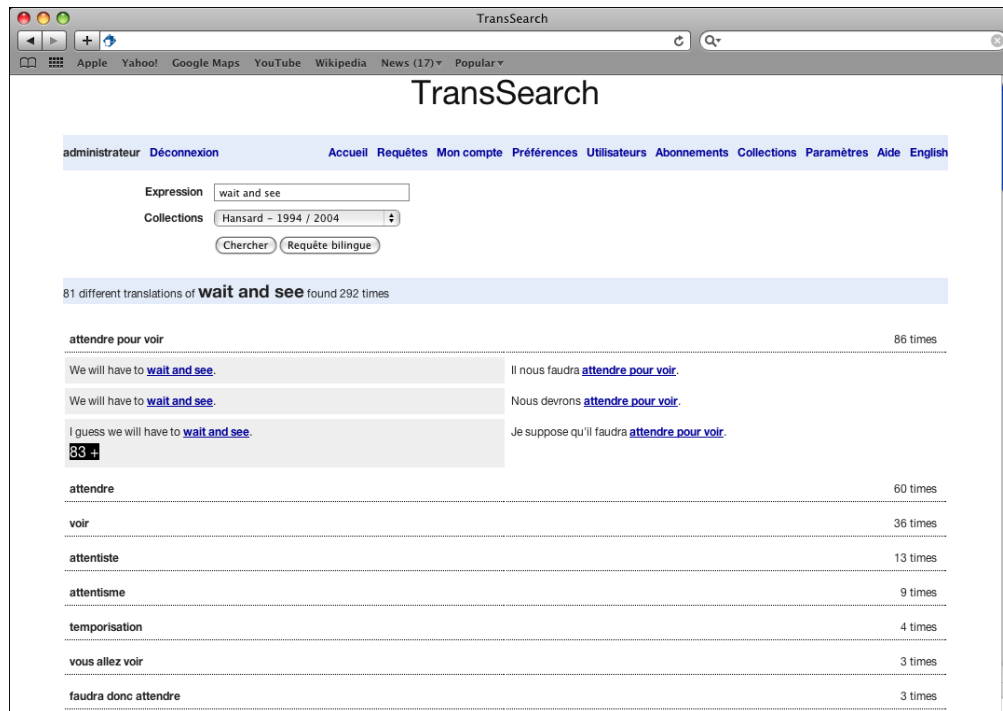 TransSearch
Apple Yahoo! Google Maps YouTube Wikipedia News (17) Popular
TransSearch
administrateur Déconnexion Accueil Requêtes Mon compte Préférences Utilisateurs Abonnements Collections Paramètres Aide English
Expression wait and see
Collections Hansard - 1994 / 2004
Chercher Requête bilingue
81 different translations of wait and see found 292 times
attendre pour voir 86 times
We will have to wait and see. Il nous faudra attendre pour voir.
We will have to wait and see. Nous devrons attendre pour voir.
I guess we will have to wait and see. Je suppose qu'il faudra attendre pour voir.
83 +
attendre 60 times
voir 36 times
attentiste 13 times
attentisme 9 times
temporisation 4 times
vous allez voir 3 times
faudra donc attendre 3 times